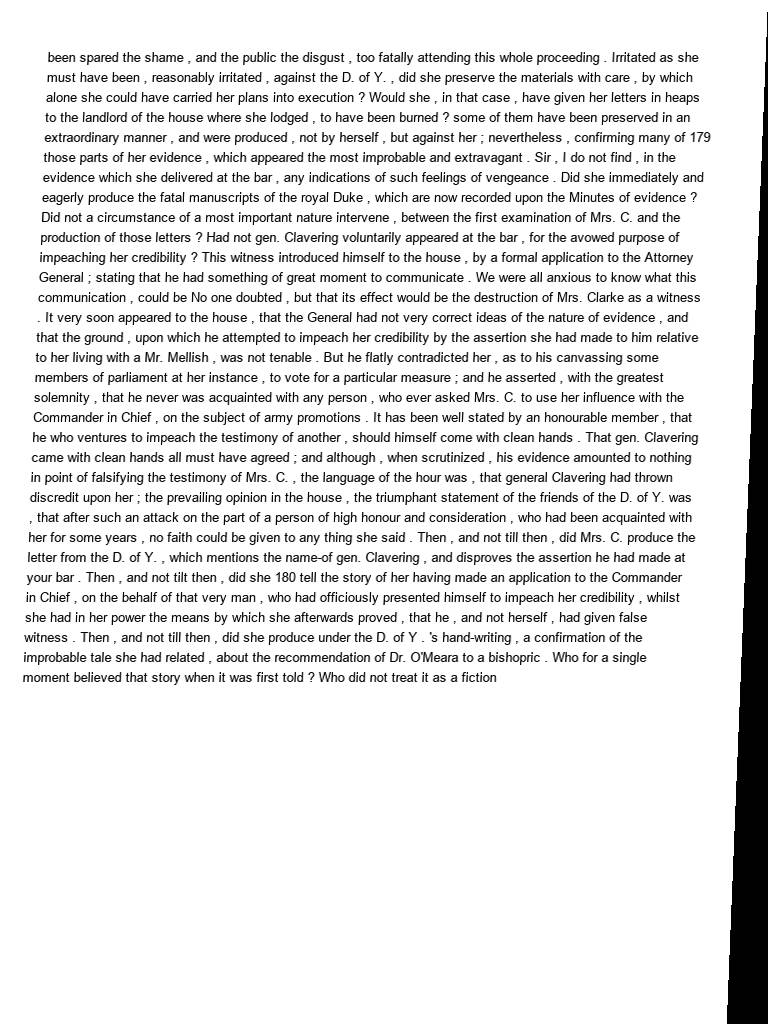 been spared the shame , and the public the disgust , too fatally attending this whole proceeding . Irritated as she
must have been , reasonably irritated , against the D. of Y. , did she preserve the materials with care , by which
alone she could have carried her plans into execution ? Would she , in that case , have given her letters in heaps
to the landlord of the house where she lodged , to have been burned ? some of them have been preserved in an
extraordinary manner , and were produced , not by herself , but against her ; nevertheless , confirming many of 179
those parts of her evidence , which appeared the most improbable and extravagant . Sir , I do not find , in the
evidence which she delivered at the bar , any indications of such feelings of vengeance . Did she immediately and
eagerly produce the fatal manuscripts of the royal Duke , which are now recorded upon the Minutes of evidence ?
Did not a circumstance of a most important nature intervene , between the first examination of Mrs. C. and the
production of those letters ? Had not gen. Clavering voluntarily appeared at the bar , for the avowed purpose of
impeaching her credibility ? This witness introduced himself to the house , by a formal application to the Attorney
General ; stating that he had something of great moment to communicate . We were all anxious to know what this
communication , could be No one doubted , but that its effect would be the destruction of Mrs. Clarke as a witness
. It very soon appeared to the house , that the General had not very correct ideas of the nature of evidence , and
that the ground , upon which he attempted to impeach her credibility by the assertion she had made to him relative
to her living with a Mr. Mellish , was not tenable . But he flatly contradicted her , as to his canvassing some
members of parliament at her instance , to vote for a particular measure ; and he asserted , with the greatest
solemnity , that he never was acquainted with any person , who ever asked Mrs. C. to use her influence with the
Commander in Chief , on the subject of army promotions . It has been well stated by an honourable member , that
he who ventures to impeach the testimony of another , should himself come with clean hands . That gen. Clavering
came with clean hands all must have agreed ; and although , when scrutinized , his evidence amounted to nothing
in point of falsifying the testimony of Mrs. C. , the language of the hour was , that general Clavering had thrown
discredit upon her ; the prevailing opinion in the house , the triumphant statement of the friends of the D. of Y. was
, that after such an attack on the part of a person of high honour and consideration , who had been acquainted with
her for some years , no faith could be given to any thing she said . Then , and not till then , did Mrs. C. produce the
letter from the D. of Y. , which mentions the name-of gen. Clavering , and disproves the assertion he had made at
your bar . Then , and not tilt then , did she 180 tell the story of her having made an application to the Commander
in Chief , on the behalf of that very man , who had officiously presented himself to impeach her credibility , whilst
she had in her power the means by which she afterwards proved , that he , and not herself , had given false
witness . Then , and not till then , did she produce under the D. of Y . 's hand-writing , a confirmation of the
improbable tale she had related , about the recommendation of Dr. O'Meara to a bishopric . Who for a single
moment believed that story when it was first told ? Who did not treat it as a fiction